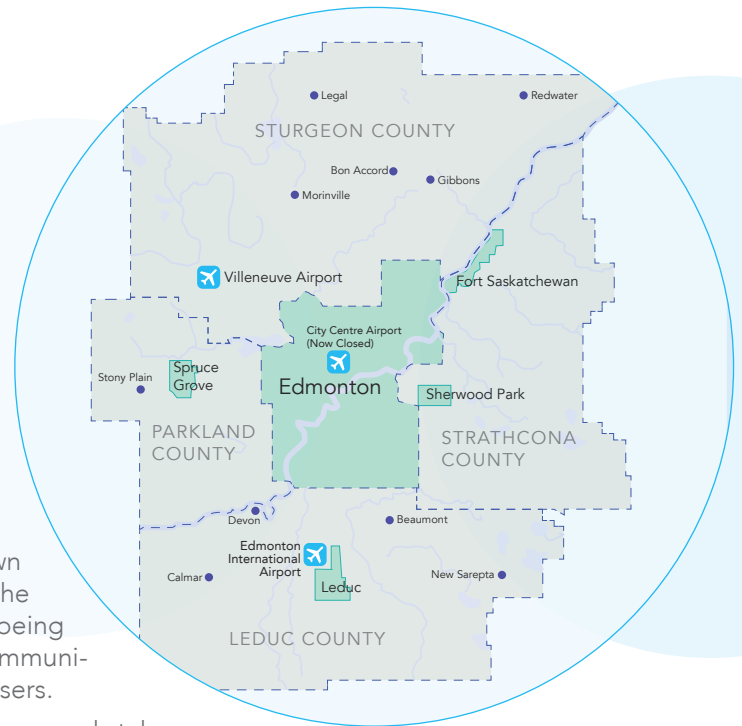 Legal
Redwater
STURGEON COUNTY
Bon Accord
Gibbons
Morinville
Villeneuve Airport
Fort Saskatchewan
City Centre Airport
(Now Closed)
Edmonton
Spruce
Grove
Stony Plain
Sherwood Park
PARKLAND
COUNTY
STRATHCONA
COUNTY
Devon
Beaumont
Edmonton
International
Airport
Calmar
New Sarepta
Leduc
LEDUC COUNTY
wn
he
being
mmuni-
sers.